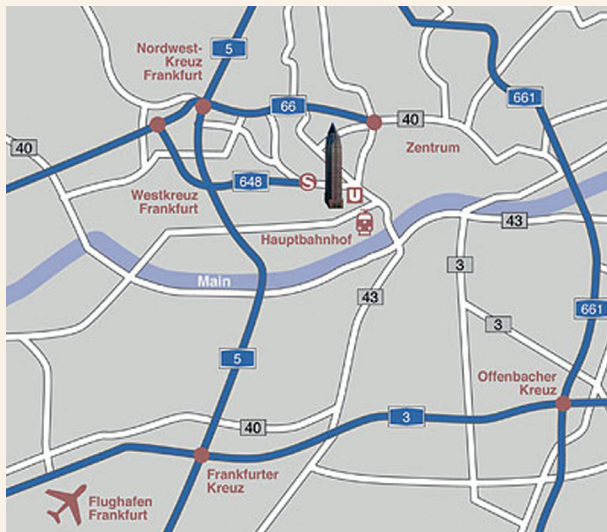 Nordwest-
Kreuz
Frankfurt
5
66
661
40
Zentrum
40
648
S
U
Westkreuz
Frankfurt
Hauptbahnhof
43
3
Main
43
661
3
5
Offenbacher
Kreuz
3
40
Frankfurter
Kreuz
Flughafen
Frankfurt